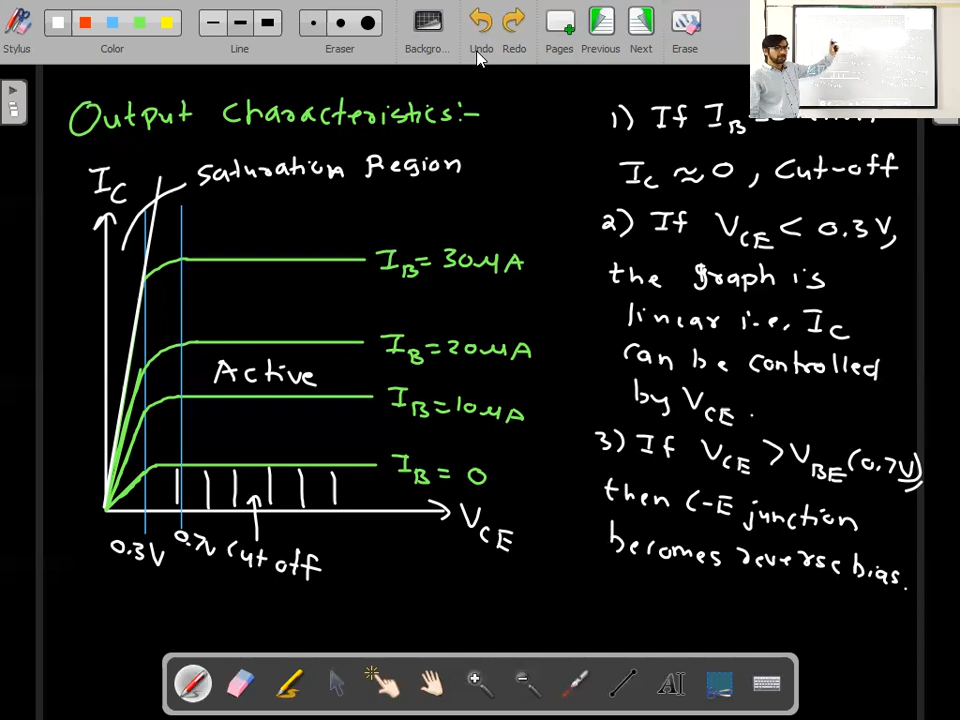 Stylus
Color
Line
Eraser
Backgro...
Undo
Redo
Pages
Previous
Next
Erase
Output Characteristics:-
IC
Saturation Region
IB = 30μA
IB = 20μA
Active
IB = 10μA
IB = 0
VCE
0.3V
0.7V
Cut off
1) If IB
IC ≈ 0, Cut-off
2) If VCE < 0.3V,
the graph is
linear i.e. IC
can be controlled
by VCE.
3) If VCE > VBE (0.7V)
then C-E junction
becomes reverse bias.
AI